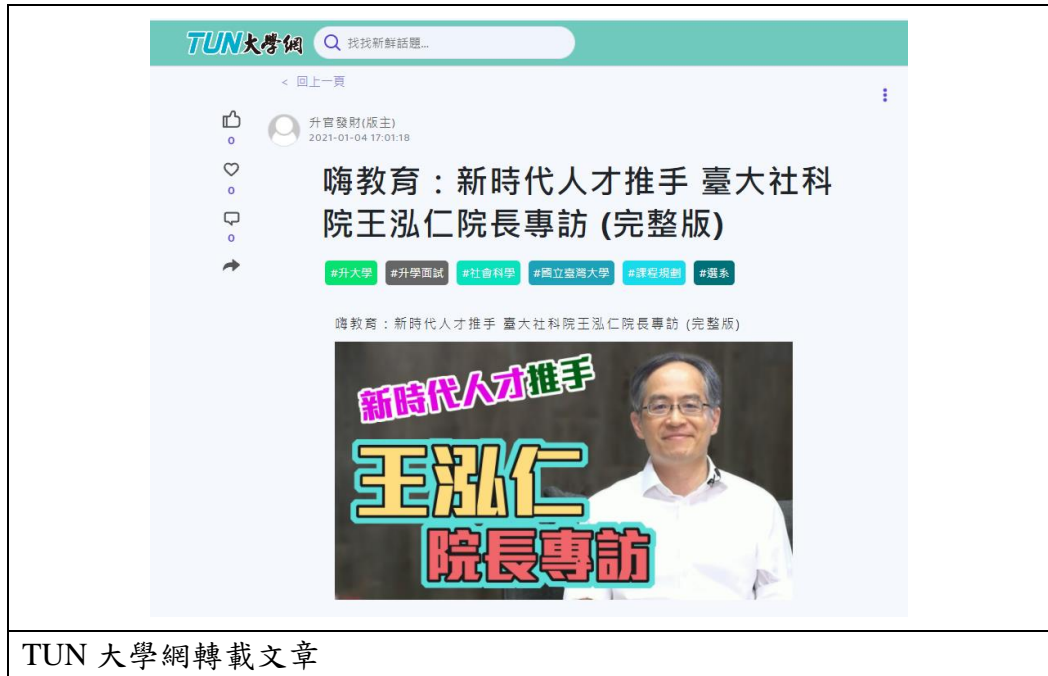 TUN大學網
找找新鮮話題...
< 回上一頁
升官發財(版主)
2021-01-04 17:01:18
0
0
0
嗨教育：新時代人才推手 臺大社科
院王泓仁院長專訪 (完整版)
#升大學 #升學面試 #社會科學 #國立臺灣大學 #課程規劃 #選系
嗨教育：新時代人才推手 臺大社科院王泓仁院長專訪 (完整版)
新時代人才推手
王泓仁
院長專訪
TUN 大學網轉載文章